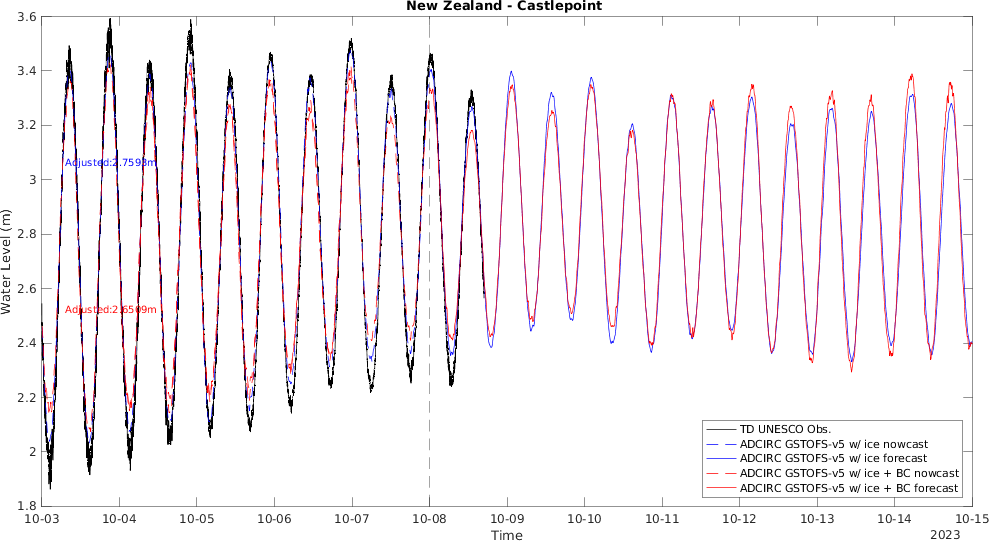 New Zealand - Castlepoint
3.6
3.4
3.2
3
2.8
2.6
2.4
2.2
2
1.8
Water Level (m)
Adjusted:2.7593m
Adjusted:2.6509m
TD UNESCO Obs.
ADCIRC GSTOFS-v5 w/ ice nowcast
ADCIRC GSTOFS-v5 w/ ice forecast
ADCIRC GSTOFS-v5 w/ ice + BC nowcast
ADCIRC GSTOFS-v5 w/ ice + BC forecast
10-03 10-04 10-05 10-06 10-07 10-08 10-09 10-10 10-11 10-12 10-13 10-14 10-15
Time
2023